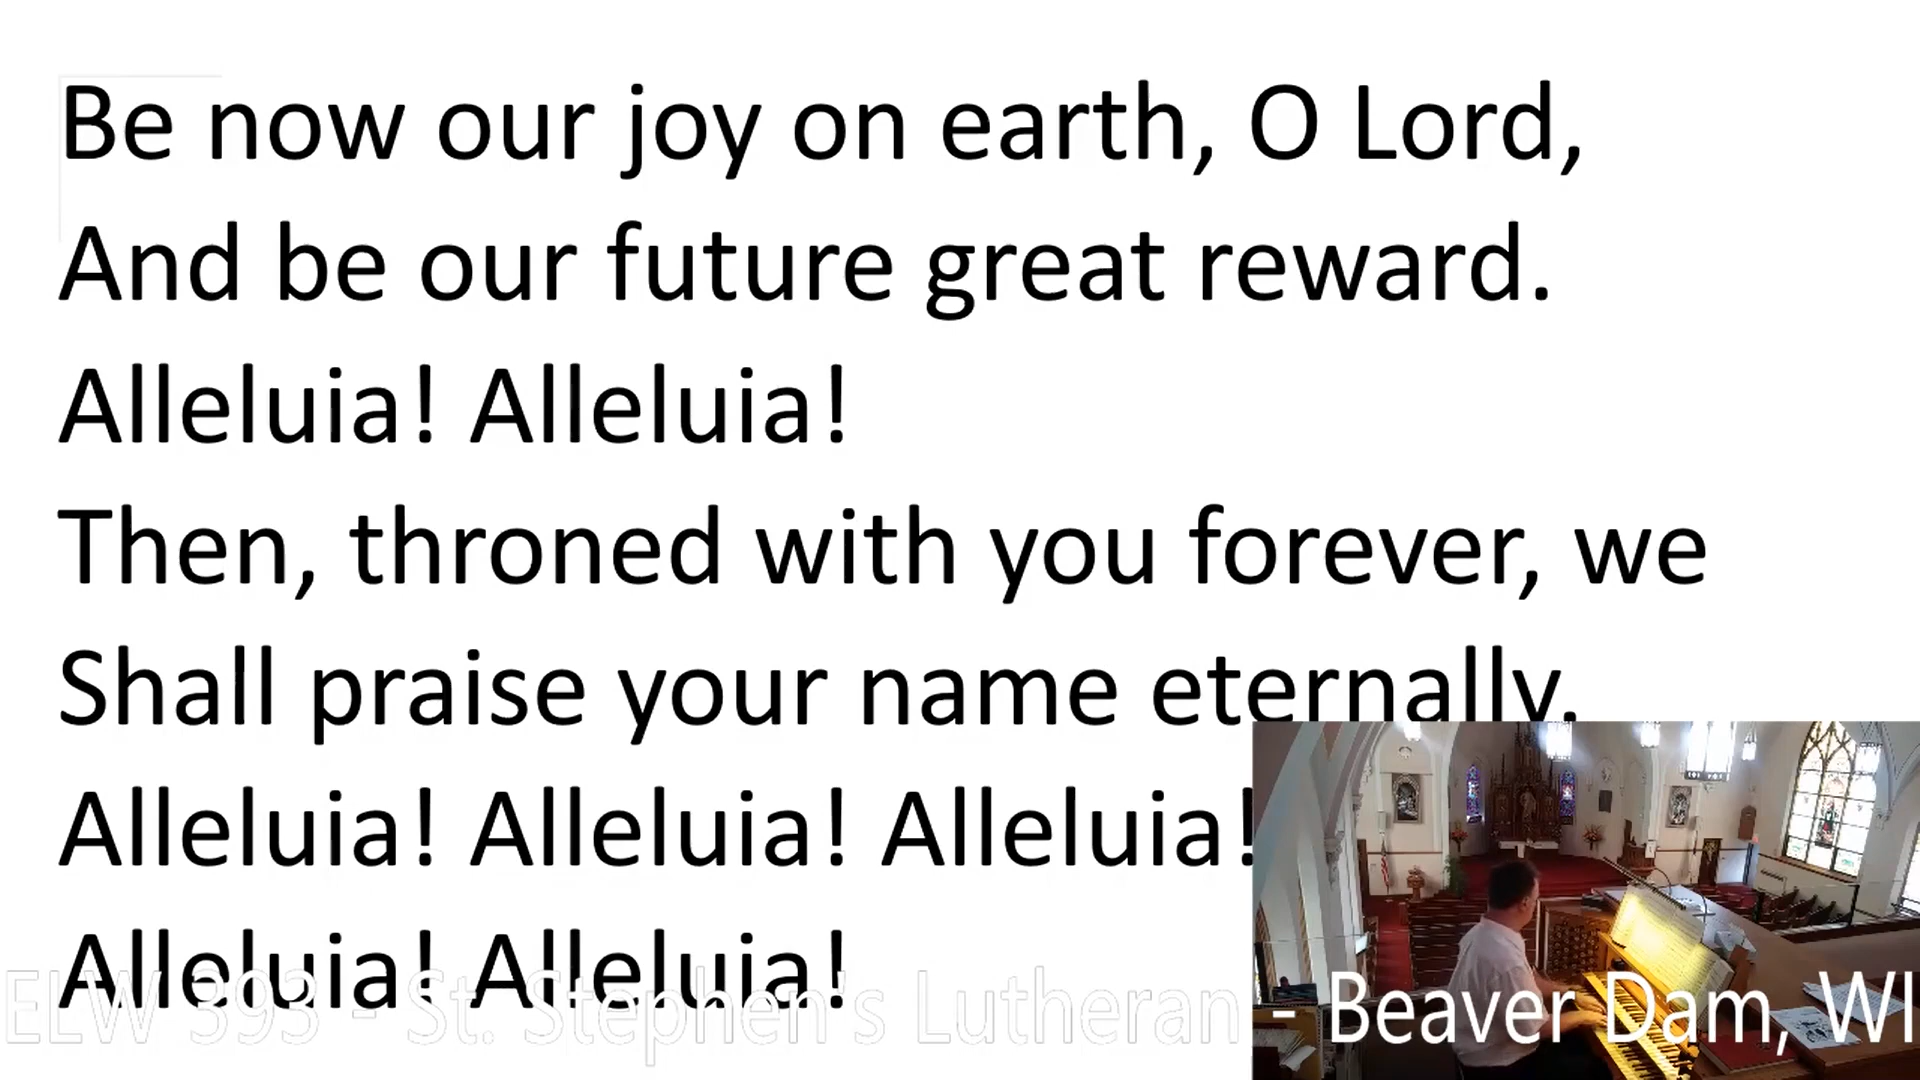 Be now our joy on earth, O Lord,
And be our future great reward.
Alleluia! Alleluia!
Then, throned with you forever, we
Shall praise your name eternally.
Alleluia! Alleluia! Alleluia!
Alleluia! Alleluia!
ELW 393 - St. Stephen's Lutheran - Beaver Dam, WI